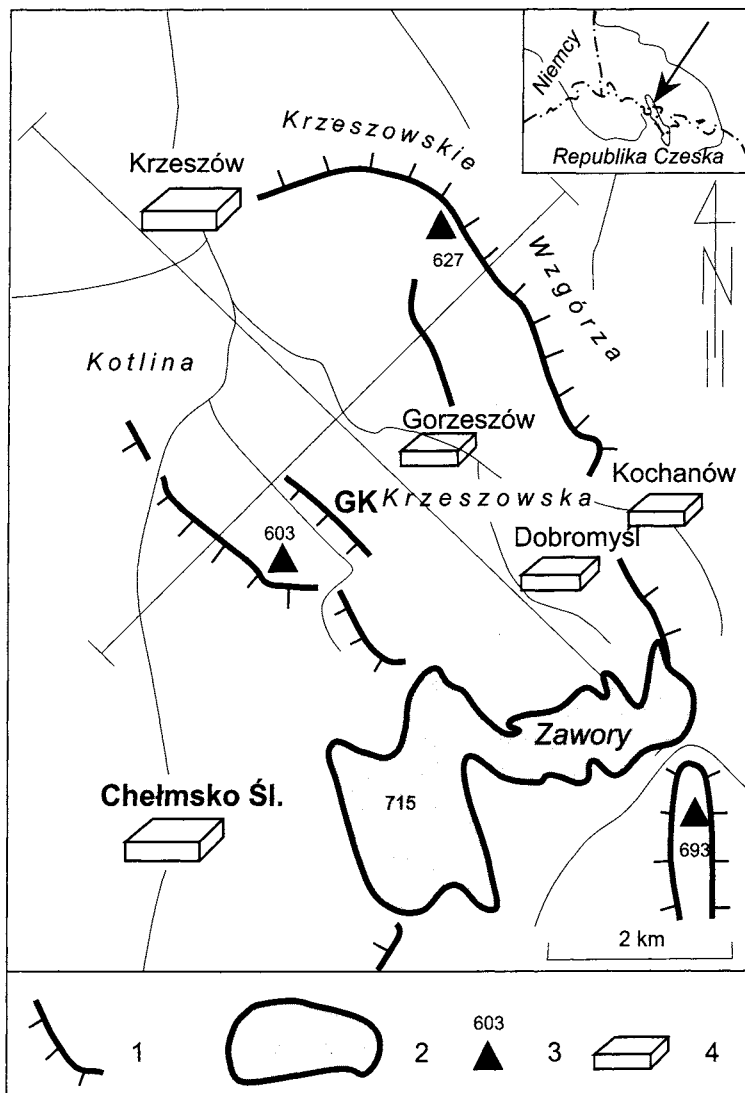 Niemcy
Republika Czeska
Krzeszowskie
Krzeszów
627
N
Wzgórza
Kotlina
Gorzeszów
Kochanów
GK Krzeszowska
603
Dobromyśl
Zawory
Chełmsko Śl.
715
693
2 km
1
2
603
3
4